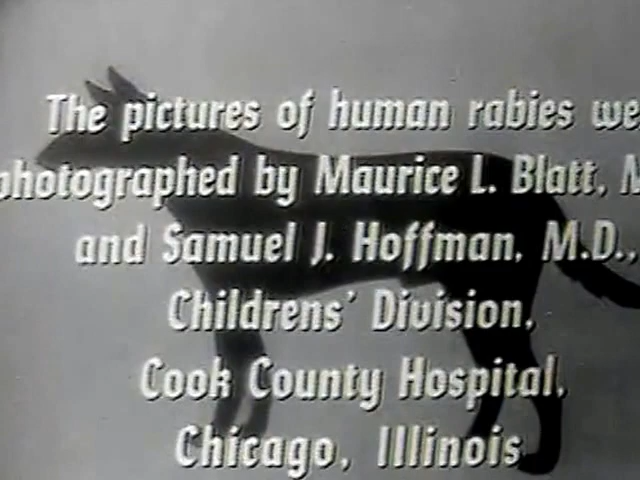 The pictures of human rabies we
photographed by Maurice L. Blatt, M
and Samuel J. Hoffman, M.D.,
Childrens' Division,
Cook County Hospital,
Chicago, Illinois